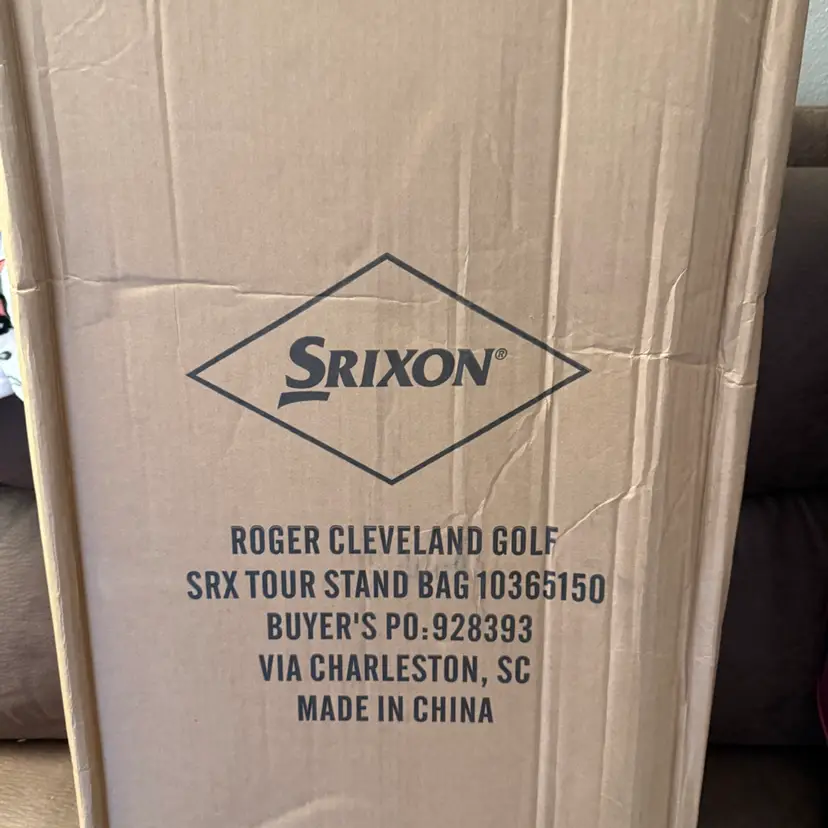 SRIXON®
ROGER CLEVELAND GOLF
SRX TOUR STAND BAG 10365150
BUYER'S PO:928393
VIA CHARLESTON, SC
MADE IN CHINA